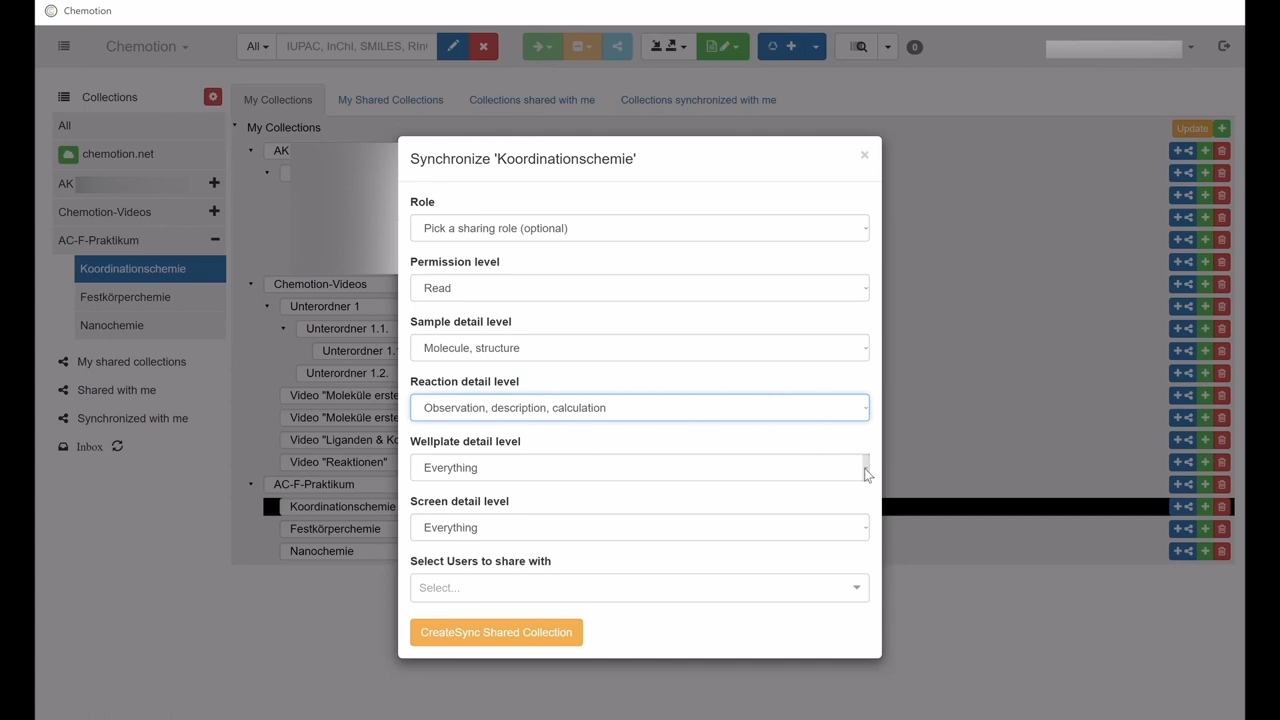 Chemotion
Chemotion
All
IUPAC, InChI, SMILES, RIn
0
Collections
My Collections
My Shared Collections
Collections shared with me
Collections synchronized with me
All
My Collections
Update
chemotion.net
AK
AK
Chemotion-Videos
AC-F-Praktikum
Koordinationschemie
Festkörperchemie
Nanochemie
My shared collections
Shared with me
Synchronized with me
Inbox
Chemotion-Videos
Unterordner 1
Unterordner 1.1.
Unterordner 1.
Unterordner 1.2.
Video "Moleküle erste
Video "Moleküle erste
Video "Liganden & Ko
Video "Reaktionen"
AC-F-Praktikum
Koordinationschemie
Festkörperchemie
Nanochemie
Synchronize 'Koordinationschemie'
×
Role
Pick a sharing role (optional)
Permission level
Read
Sample detail level
Molecule, structure
Reaction detail level
Observation, description, calculation
Wellplate detail level
Everything
Screen detail level
Everything
Select Users to share with
Select...
CreateSync Shared Collection